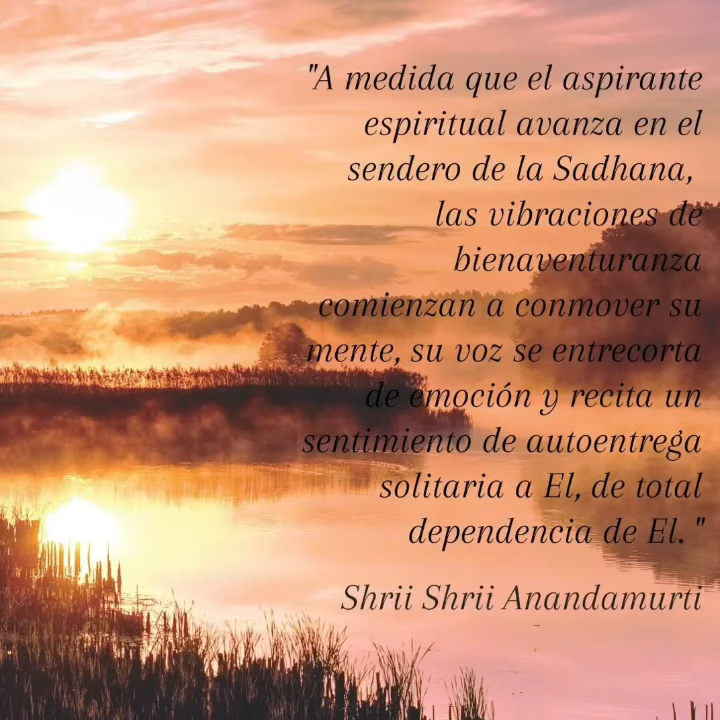 "A medida que el aspirante
espiritual avanza en el
sendero de la Sadhana,
las vibraciones de
bienaventuranza
comienzan a conmover su
mente, su voz se entrecorta
de emoción y recita un
sentimiento de autoentrega
solitaria a El, de total
dependencia de El. "
Shrii Shrii Anandamurti